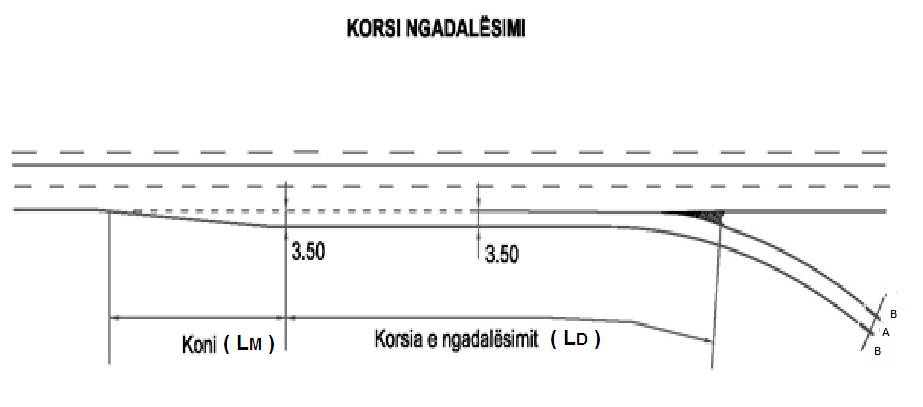 KORSI NGADALËSIMI
3.50
3.50
Koni ( LM )
Korsia e ngadalësimit ( LD )
B
A
B